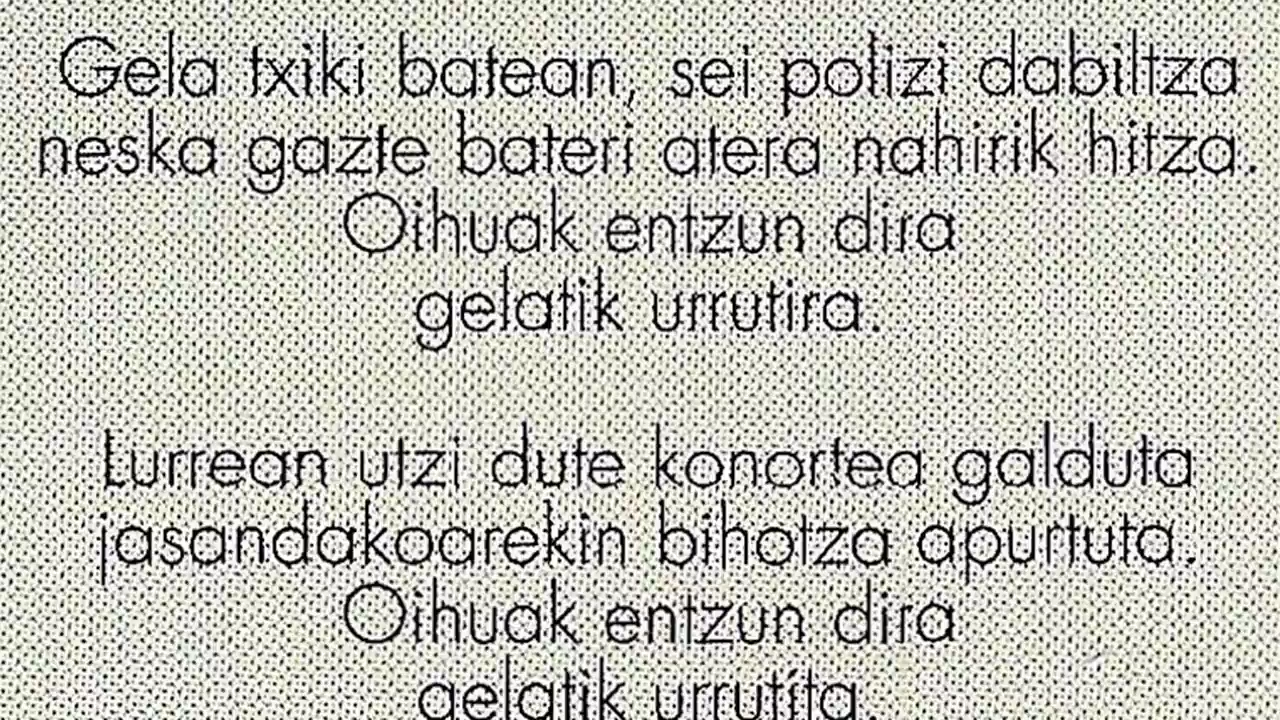 Gela txiki batean, sei polizi dabiltza
neska gazte bateri atera nahirik hitza.
Oihuak entzun dira
gelatik urrutira.
Lurrean utzi dute konortea galduta
jasandakoarekin bihotza apurtuta.
Oihuak entzun dira
gelatik urrutita.